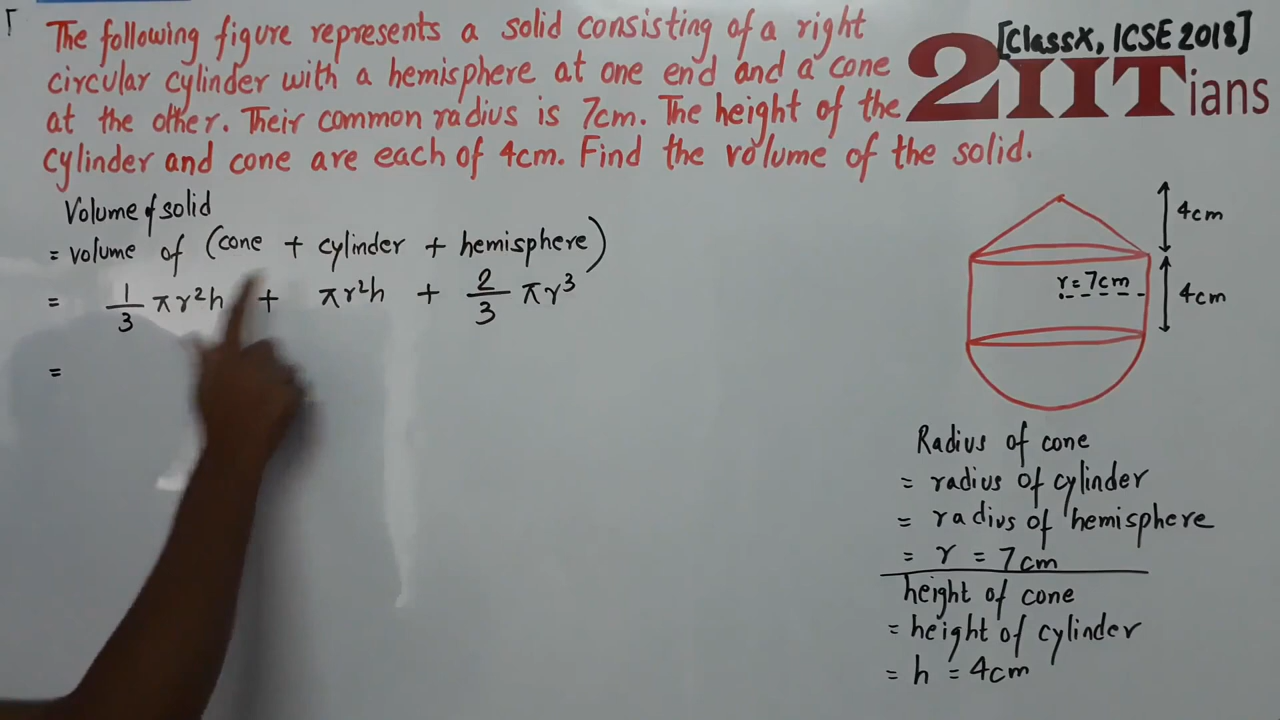 The following figure represents a solid consisting of a right
circular cylinder with a hemisphere at one end and a cone
at the other. Their common radius is 7cm. The height of the
cylinder and cone are each of 4cm. Find the volume of the solid.
[ClassX, ICSE 2018]
2IITians
Volume of solid
= volume of (cone + cylinder + hemisphere)
= 1/3 πr²h + πr²h + 2/3 πr³
=
4cm
r=7cm
4cm
Radius of cone
= radius of cylinder
= radius of hemisphere
= r = 7cm
height of cone
= height of cylinder
= h = 4cm